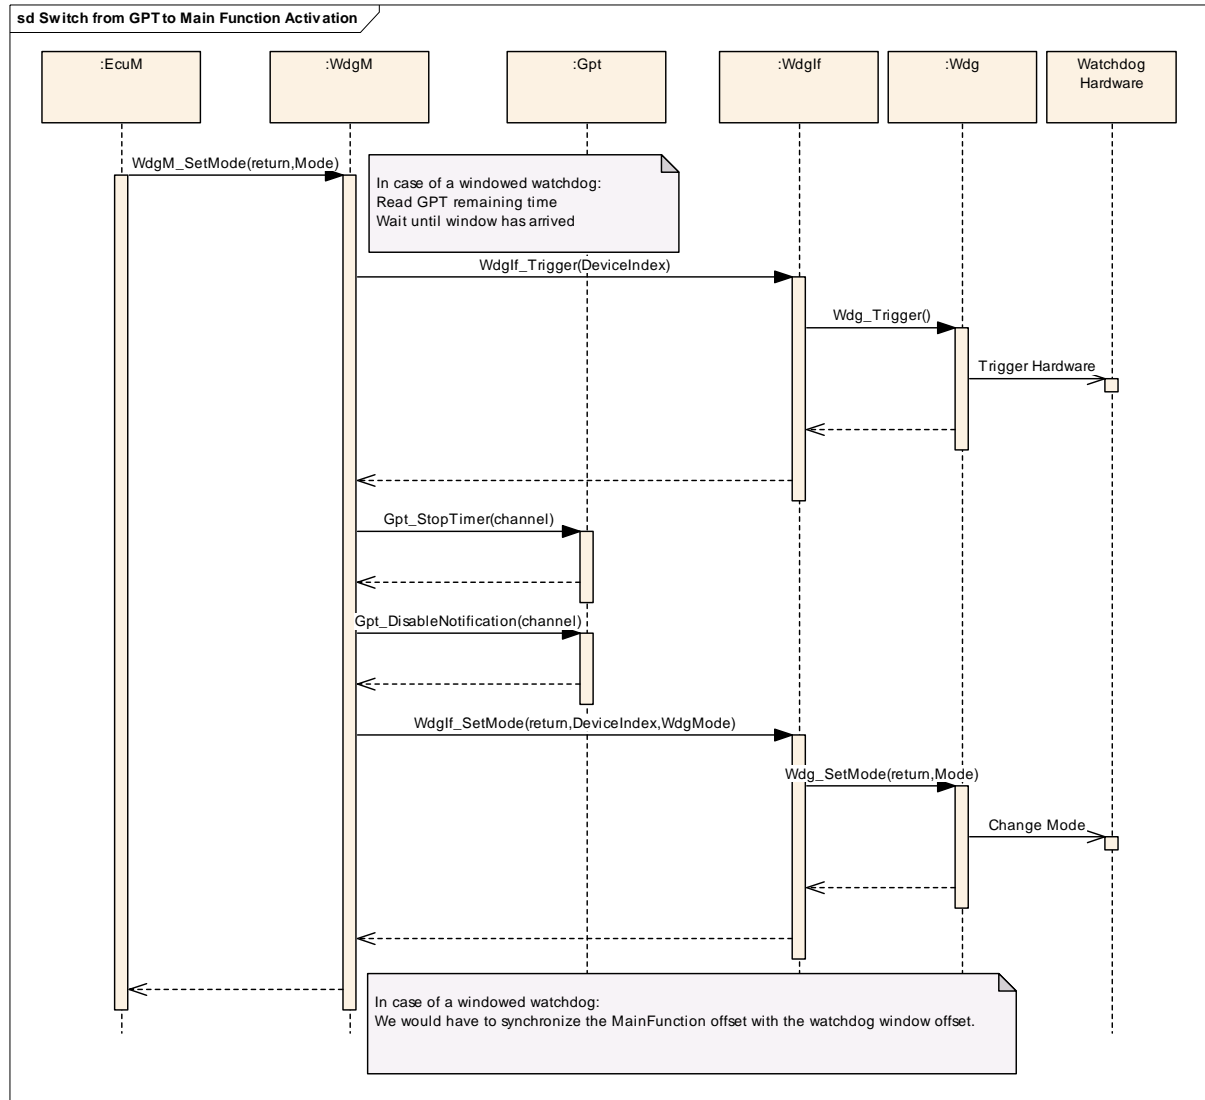 sd Switch from GPT to Main Function Activation
:EcuM
:WdgM
:Gpt
:WdgIf
:Wdg
Watchdog
Hardware
WdgM_SetMode(return,Mode)
In case of a windowed watchdog:
Read GPT remaining time
Wait until window has arrived
WdgIf_Trigger(DeviceIndex)
Wdg_Trigger()
Trigger Hardware
Gpt_StopTimer(channel)
Gpt_DisableNotification(channel)
WdgIf_SetMode(return,DeviceIndex,WdgMode)
Wdg_SetMode(return,Mode)
Change Mode
In case of a windowed watchdog:
We would have to synchronize the MainFunction offset with the watchdog window offset.